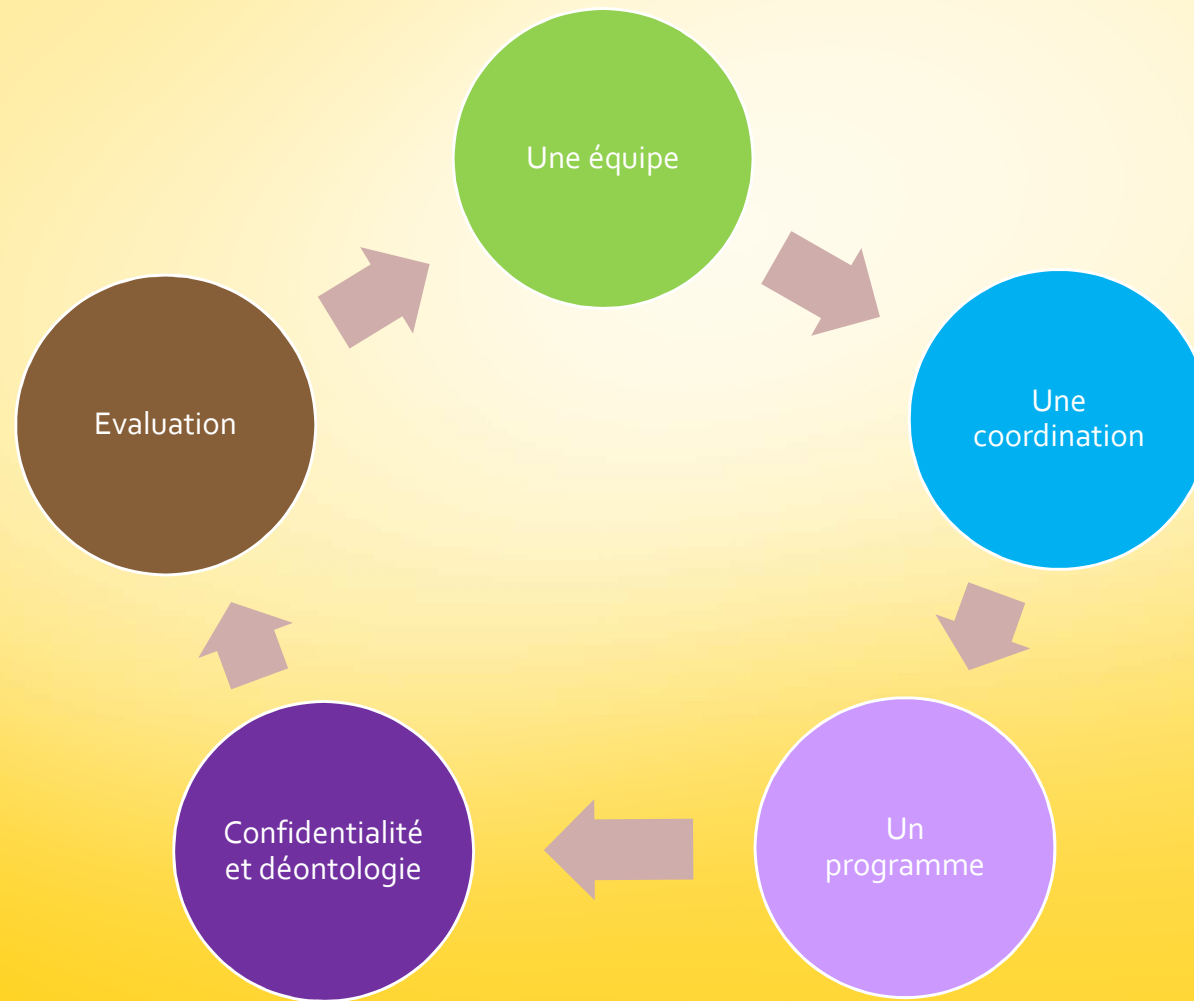 Une équipe
Une
coordination
Un
programme
Confidentialité
et déontologie
Evaluation